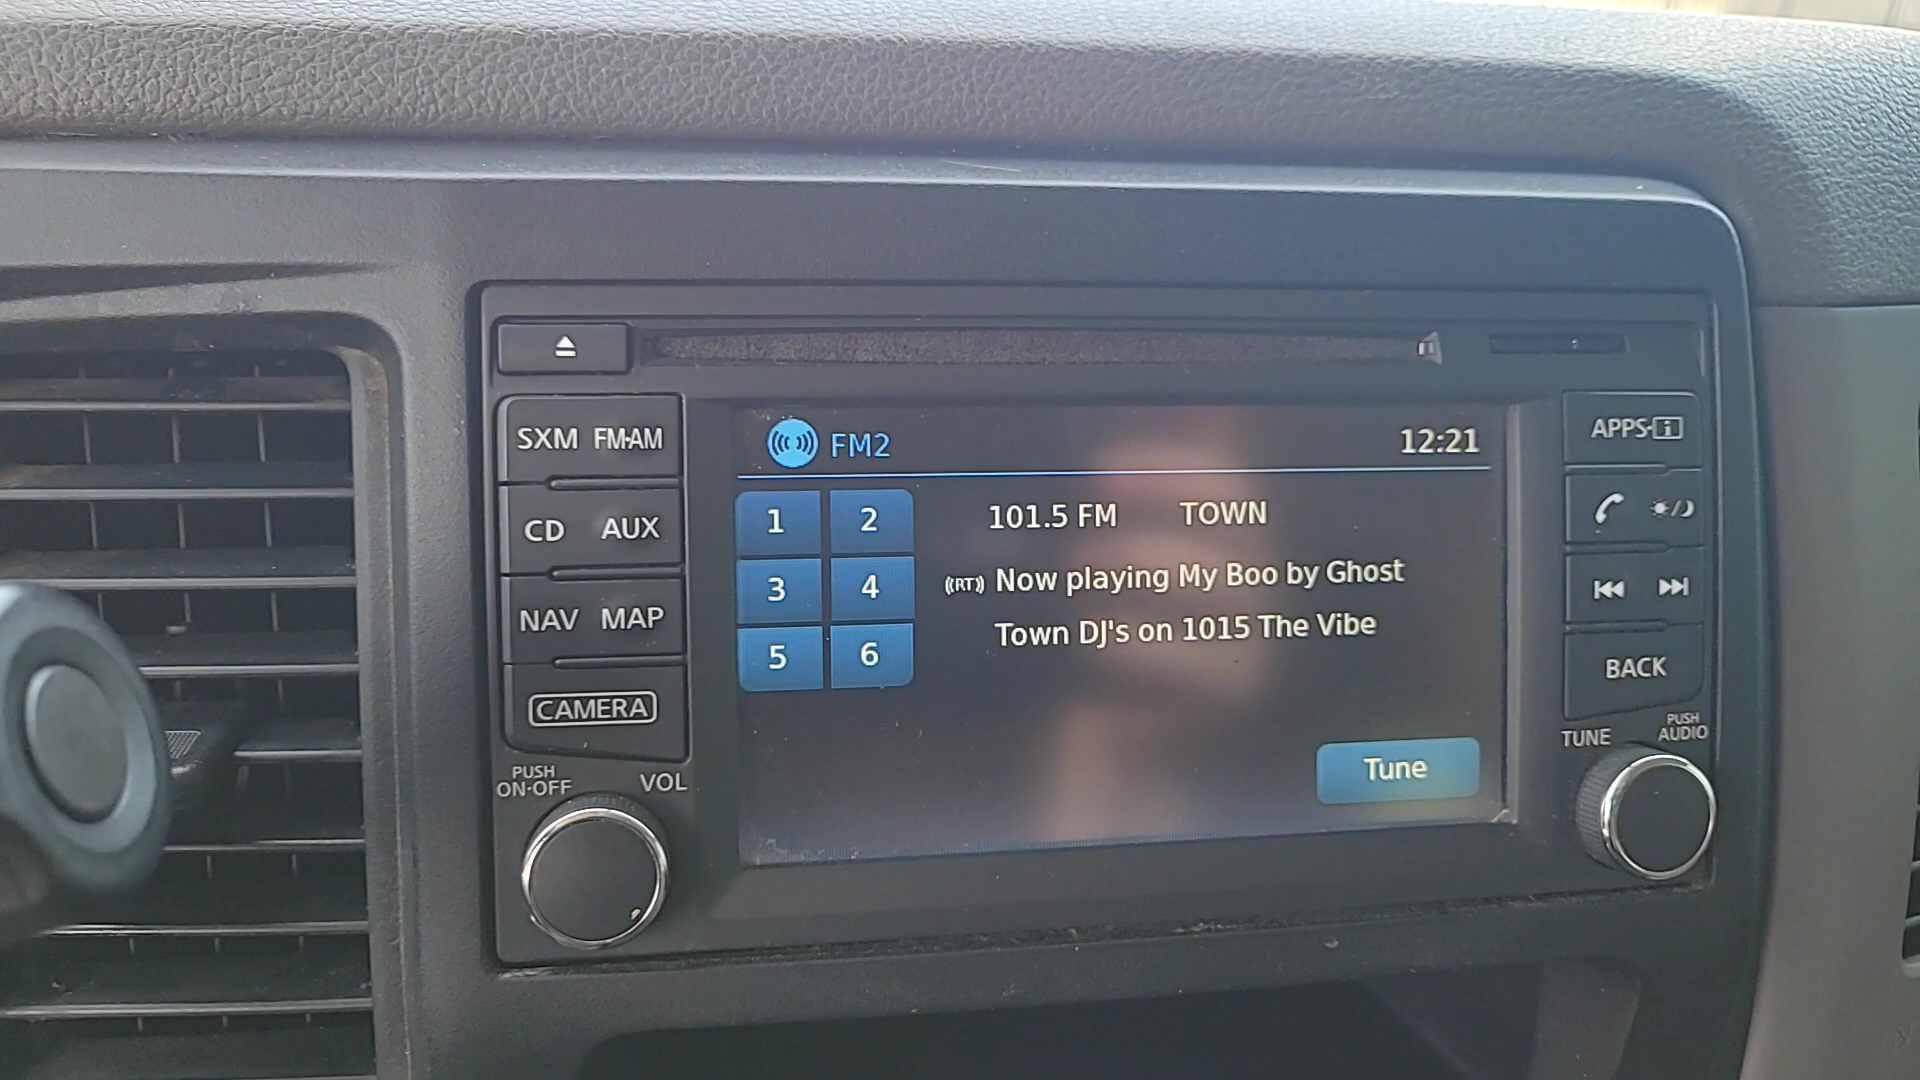 SXM FM·AM
CD AUX
NAV MAP
CAMERA
PUSH
ON·OFF
VOL
FM2
12:21
1 2
3 4
5 6
101.5 FM TOWN
((RT)) Now playing My Boo by Ghost
Town DJ's on 1015 The Vibe
Tune
APPS·i
BACK
TUNE
PUSH
AUDIO